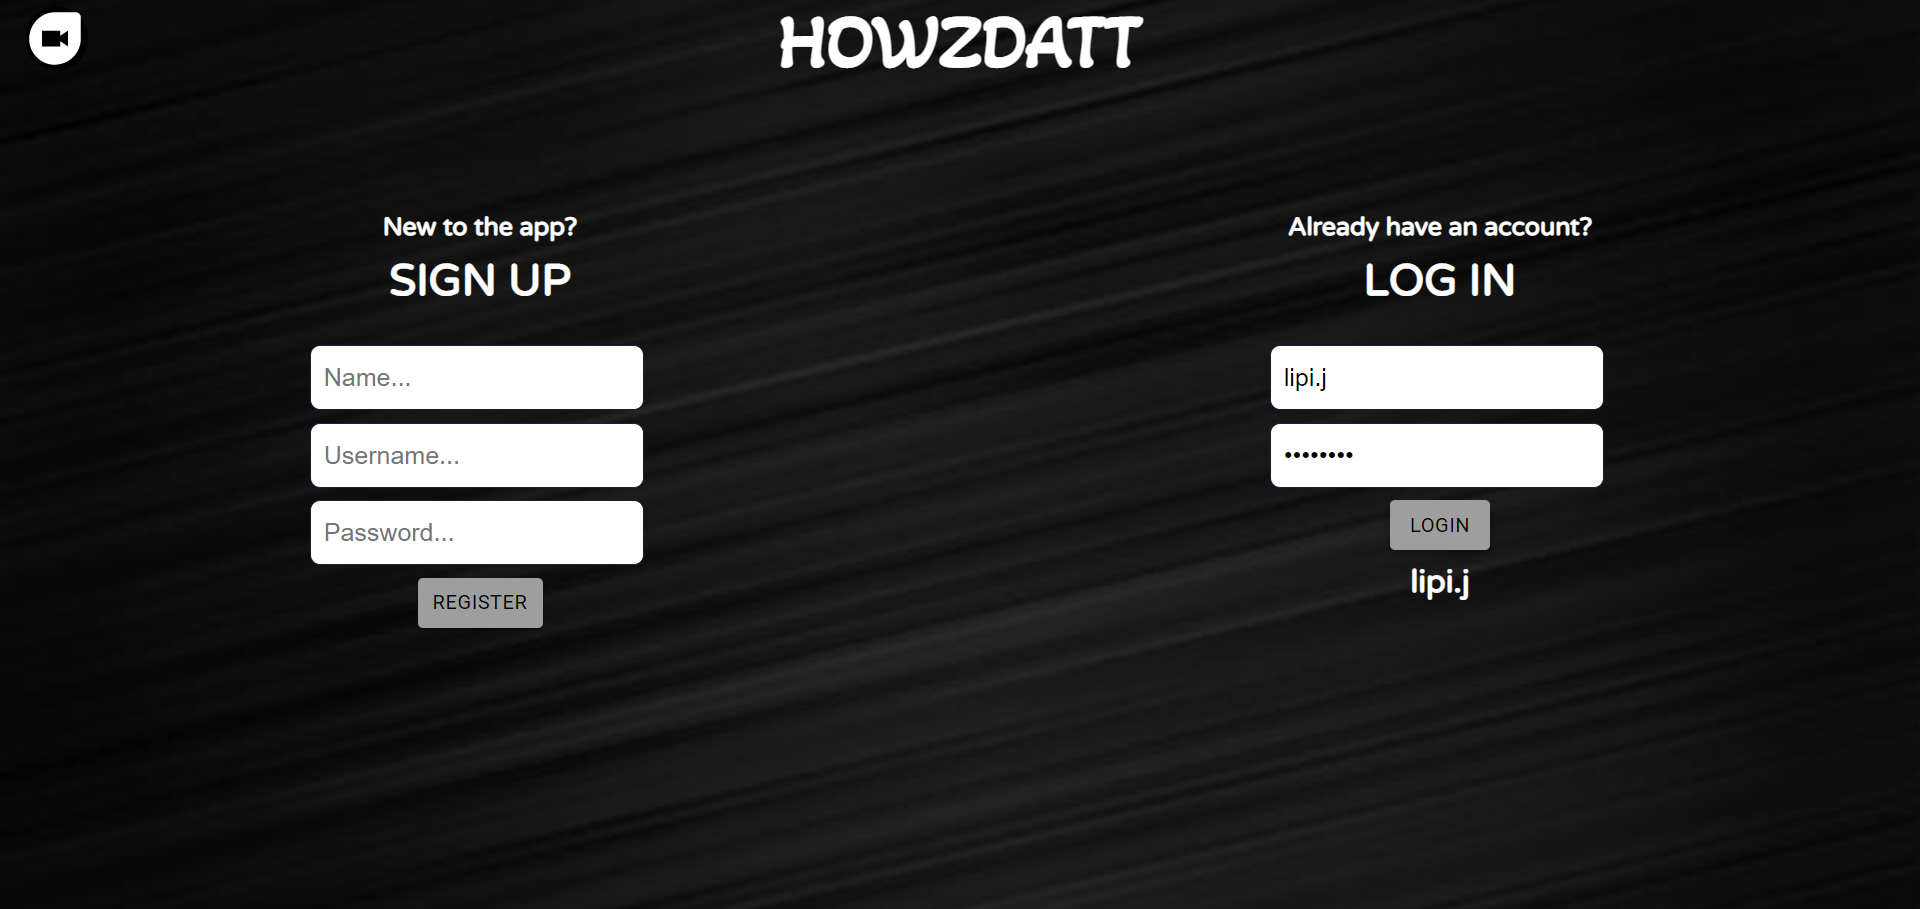 HOWZDATT
New to the app?
SIGN UP
Name...
Username...
Password...
REGISTER
Already have an account?
LOG IN
lipi.j
••••••••
LOGIN
lipi.j